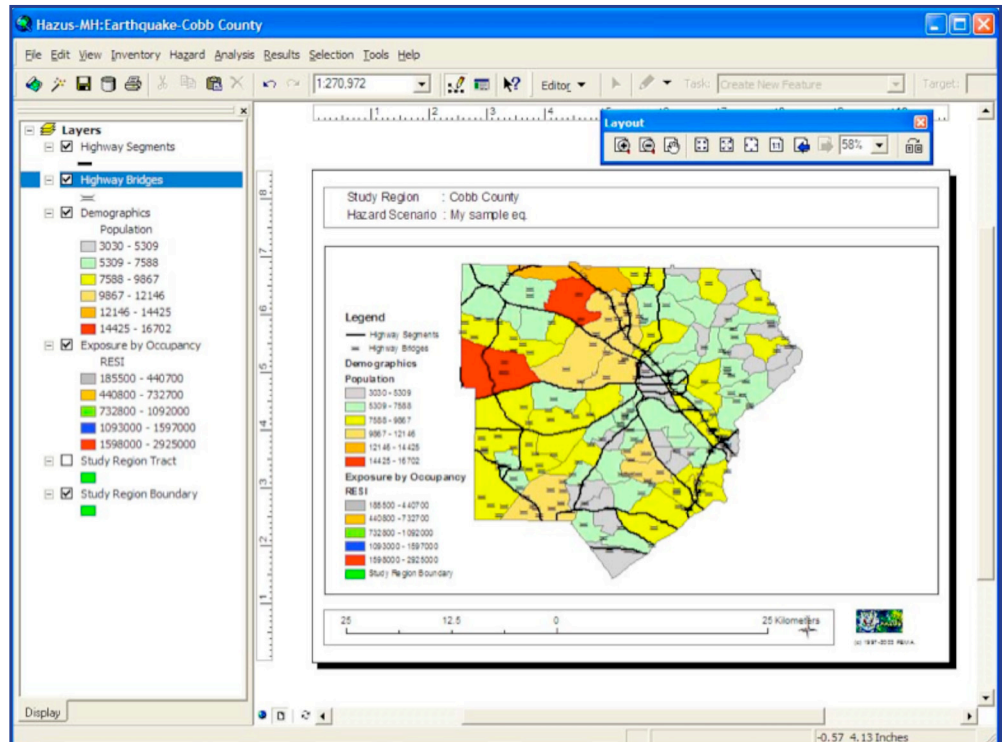 Hazus-MH:Earthquake-Cobb County
File Edit View Inventory Hazard Analysis Results Selection Tools Help
1:270,972 Editor Task: Create New Feature Target:
Layers
Highway Segments
Highway Bridges
Demographics
Population
3030 - 5309
5309 - 7588
7588 - 9867
9867 - 12146
12146 - 14425
14425 - 16702
Exposure by Occupancy
RESI
185500 - 440700
440800 - 732700
732800 - 1092000
1093000 - 1597000
1598000 - 2925000
Study Region Tract
Study Region Boundary
Display
Layout
58%
Study Region : Cobb County
Hazard Scenario : My sample eq.
Legend
Highway Segments
Highway Bridges
Demographics
Population
3030 - 5309
5309 - 7588
7588 - 9867
9867 - 12146
12146 - 14425
14425 - 16702
Exposure by Occupancy
RESI
185500 - 440700
440800 - 732700
732800 - 1092000
1093000 - 1597000
1598000 - 2925000
Study Region Boundary
25 12.5 0 25 Kilometers
-0.57 4.13 Inches